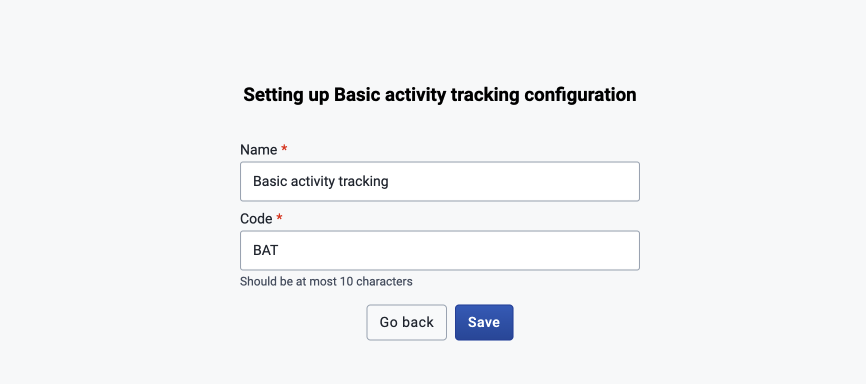 Setting up Basic activity tracking configuration
Name *
Basic activity tracking
Code *
BAT
Should be at most 10 characters
Go back Save